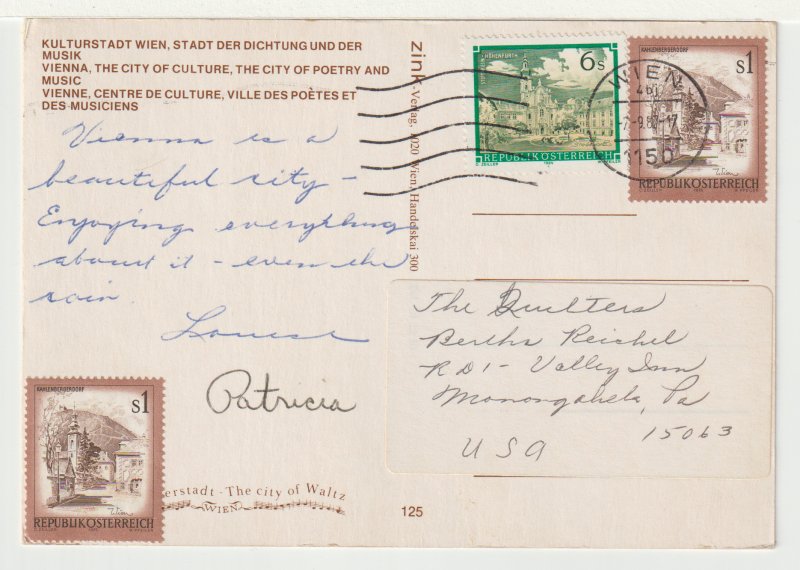 KULTURSTADT WIEN, STADT DER DICHTUNG UND DER
MUSIK
VIENNA, THE CITY OF CULTURE, THE CITY OF POETRY AND
MUSIC
VIENNE, CENTRE DE CULTURE, VILLE DES POÈTES ET
DES MUSICIENS
Vienna is a
beautiful city –
Enjoying everything
about it – even the
rain.
Louise
Patricia
zink-Verlag, 1020 Wien, Handelskai 300
6s
REPUBLIK ÖSTERREICH
WIEN
1150
KAHLENBERGERDORF
s1
Wien
REPUBLIK ÖSTERREICH
The Quilters
Bertha Reichel
RD1 - Valley Inn
Monongahela, Pa
15063
USA
KAHLENBERGERDORF
s1
Wien
REPUBLIK ÖSTERREICH
erstadt · The city of Waltz
WIEN
125